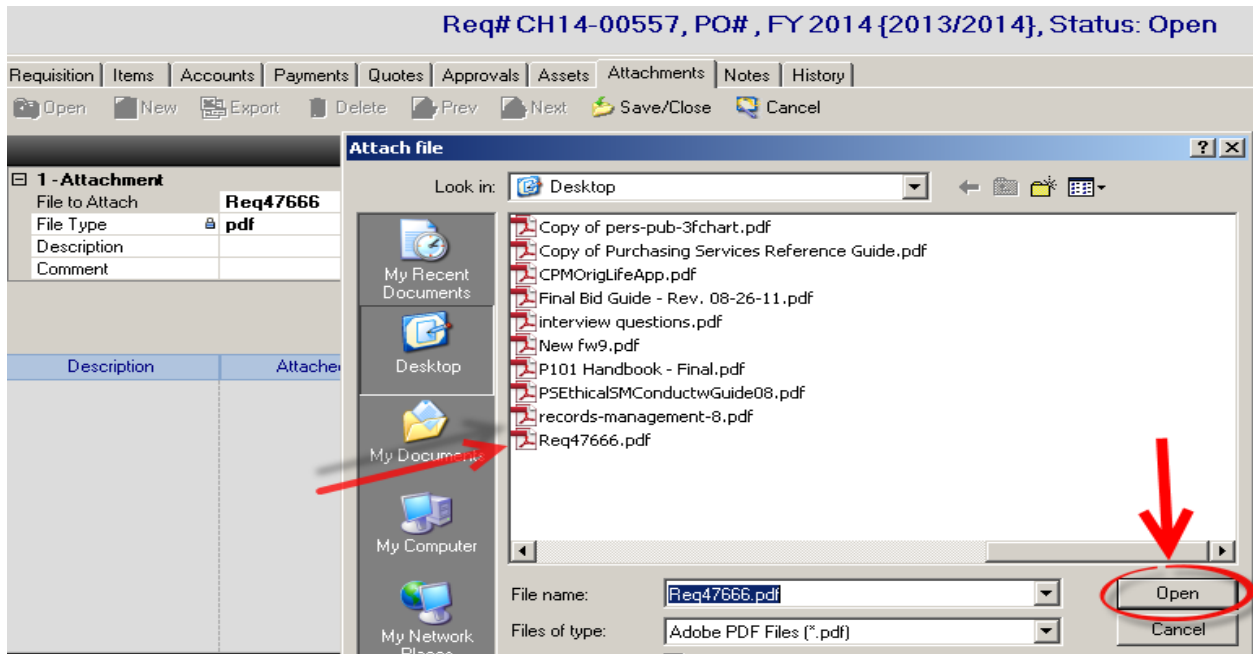 Req# CH14-00557, PO# , FY 2014 {2013/2014}, Status: Open
Requisition Items Accounts Payments Quotes Approvals Assets Attachments Notes History
Open New Export Delete Prev Next Save/Close Cancel
Attach file
1 - Attachment
File to Attach Req47666
File Type pdf
Description
Comment
Description Attache
Look in: Desktop
My Recent
Documents
Desktop
My Documents
My Computer
My Network
Copy of pers-pub-3fchart.pdf
Copy of Purchasing Services Reference Guide.pdf
CPMOrigLifeApp.pdf
Final Bid Guide - Rev. 08-26-11.pdf
interview questions.pdf
New fw9.pdf
P101 Handbook - Final.pdf
PSEthicalSMConductwGuide08.pdf
records-management-8.pdf
Req47666.pdf
File name: Req47666.pdf Open
Files of type: Adobe PDF Files (*.pdf) Cancel